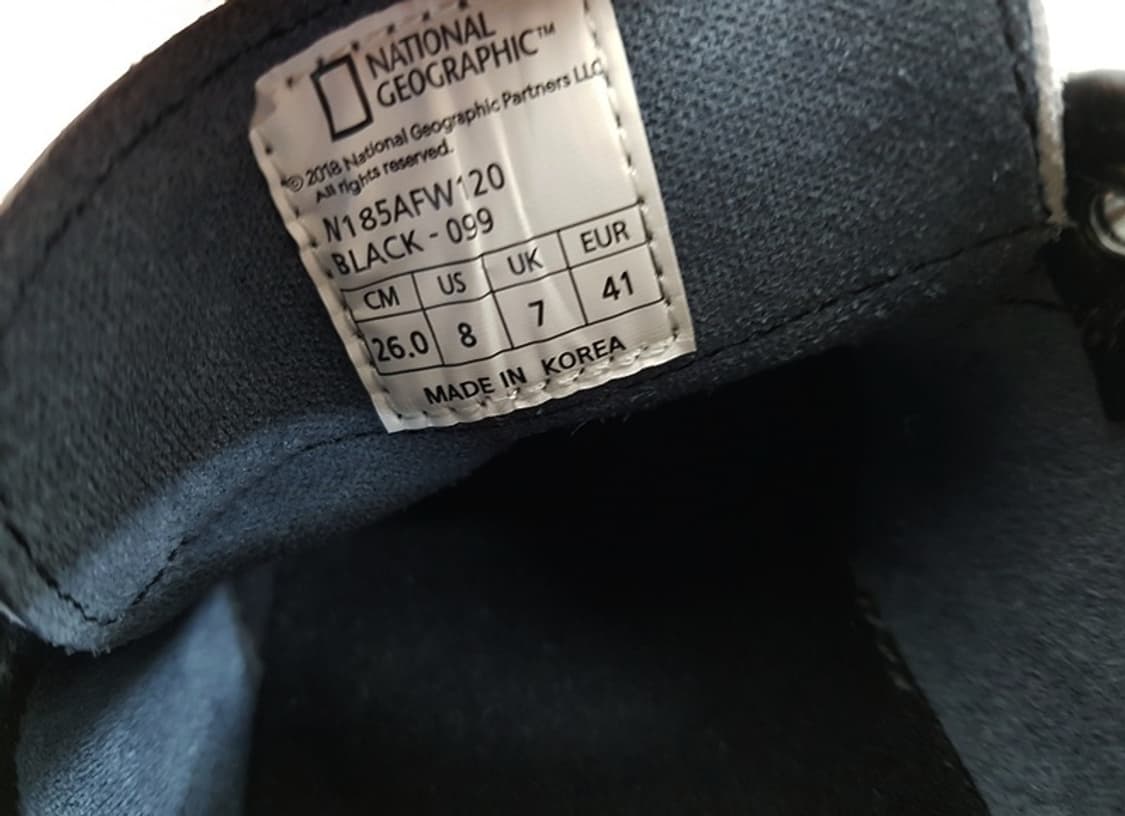 NATIONAL
GEOGRAPHIC™
© 2018 National Geographic Partners LLC
All rights reserved.
N185AFW120
BLACK - 099
CM US UK EUR
26.0 8 7 41
MADE IN KOREA